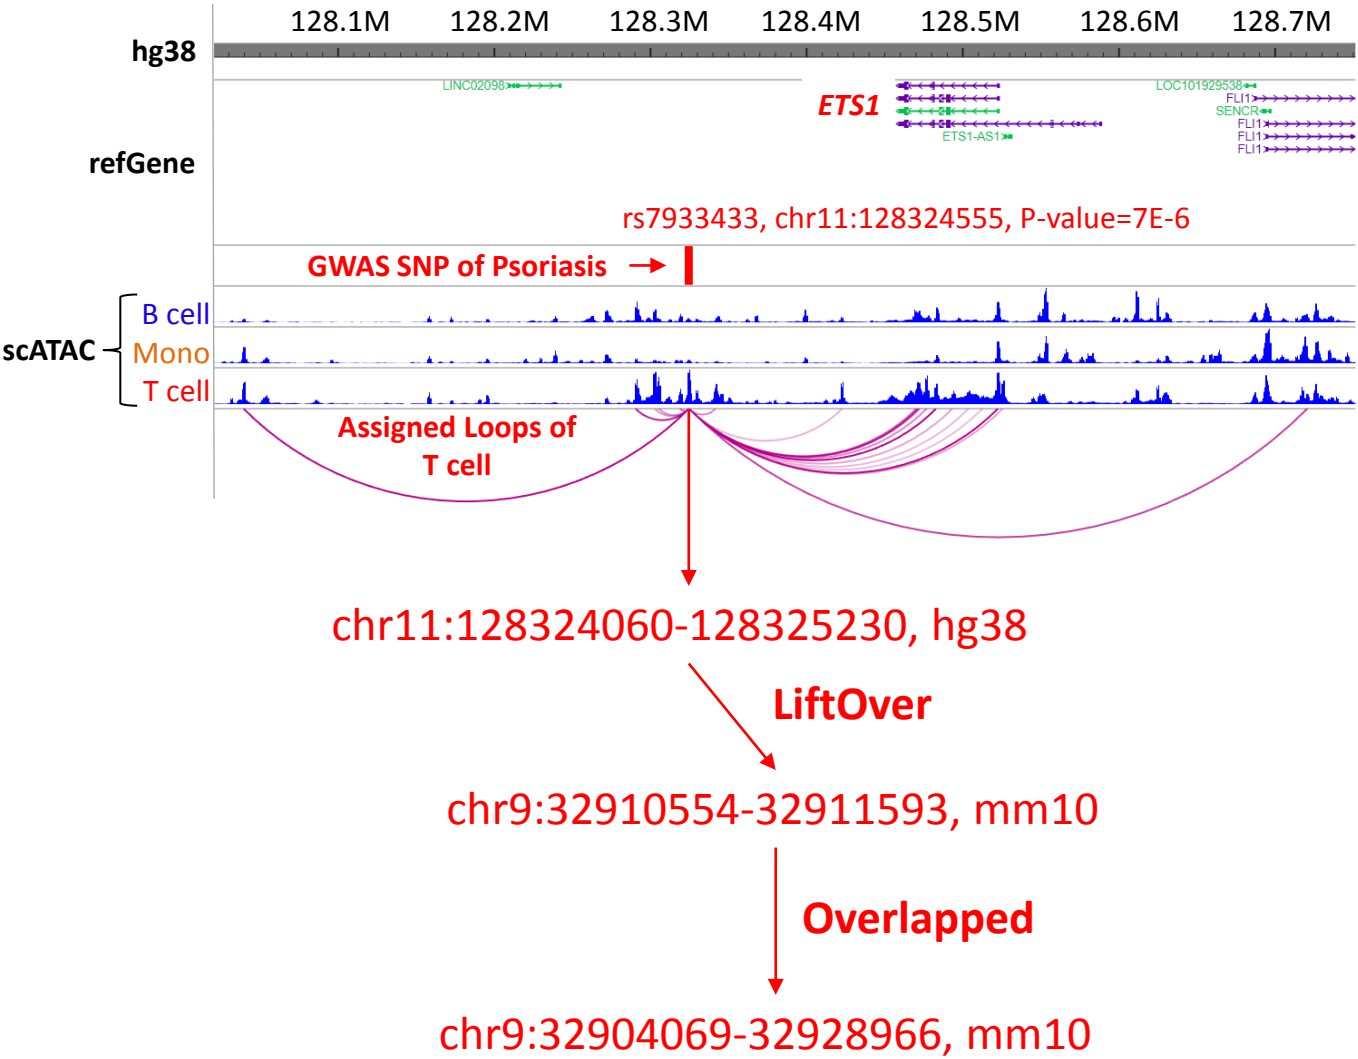 128.1M 128.2M 128.3M 128.4M 128.5M 128.6M 128.7M
hg38
LINC02098
LOC101929538
ETS1
FLI1
SENCR
FLI1
ETS1-AS1
FLI1
FLI1
refGene
rs7933433, chr11:128324555, P-value=7E-6
GWAS SNP of Psoriasis
B cell
scATAC
Mono
T cell
Assigned Loops of
T cell
chr11:128324060-128325230, hg38
LiftOver
chr9:32910554-32911593, mm10
Overlapped
chr9:32904069-32928966, mm10